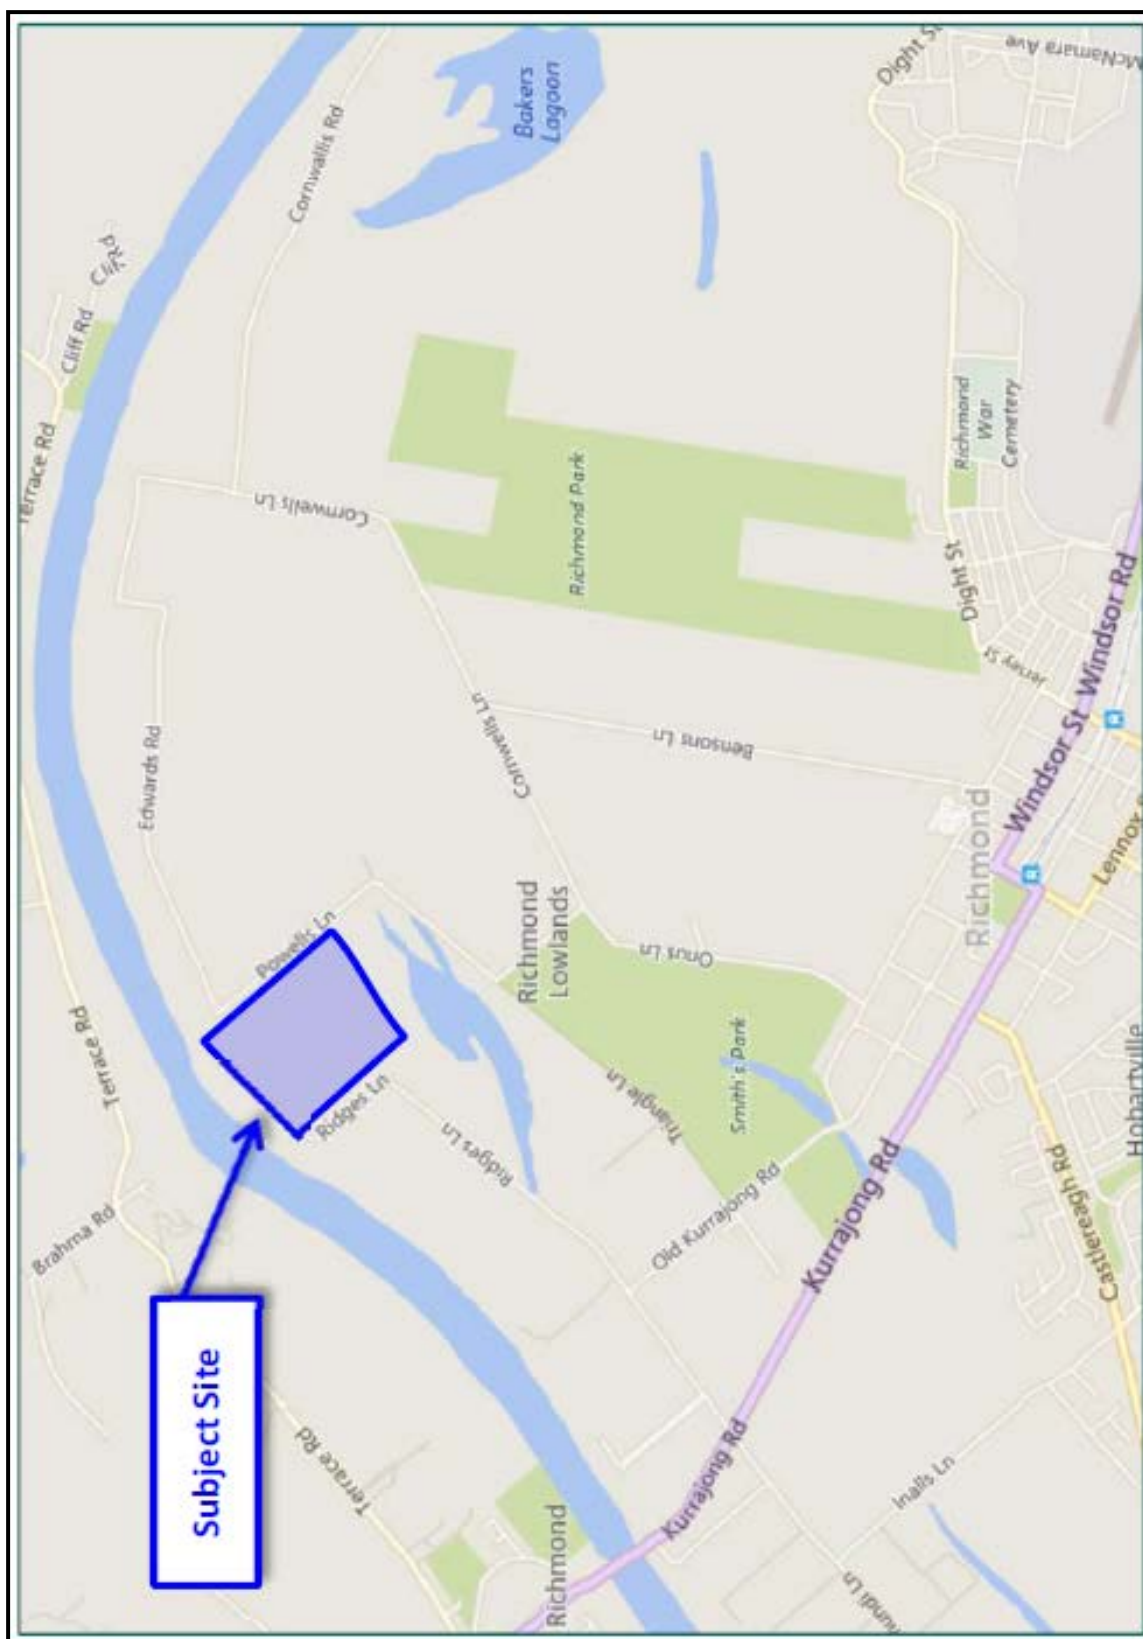 Subject Site
Terrace Rd
Brahma Rd
Terrace Rd
Terrace Rd
Cliff Rd
Edwards Rd
Powells Ln
Ridges Ln
Ridges Ln
Cornwallis Rd
Cornwells Ln
Bakers
Lagoon
Richmond
Richmond
Lowlands
Cornwells Ln
Richmond Park
Triangle Ln
Onus Ln
Bensons Ln
Smith's Park
Old Kurrajong Rd
Kurrajong Rd
Kurrajong Rd
Dight St
Dight St
McNamara Ave
Richmond
War
Cemetery
Jersey St
Richmond
Windsor St
Windsor Rd
Inalls Ln
Castlereagh Rd
Lennox
Hobartville